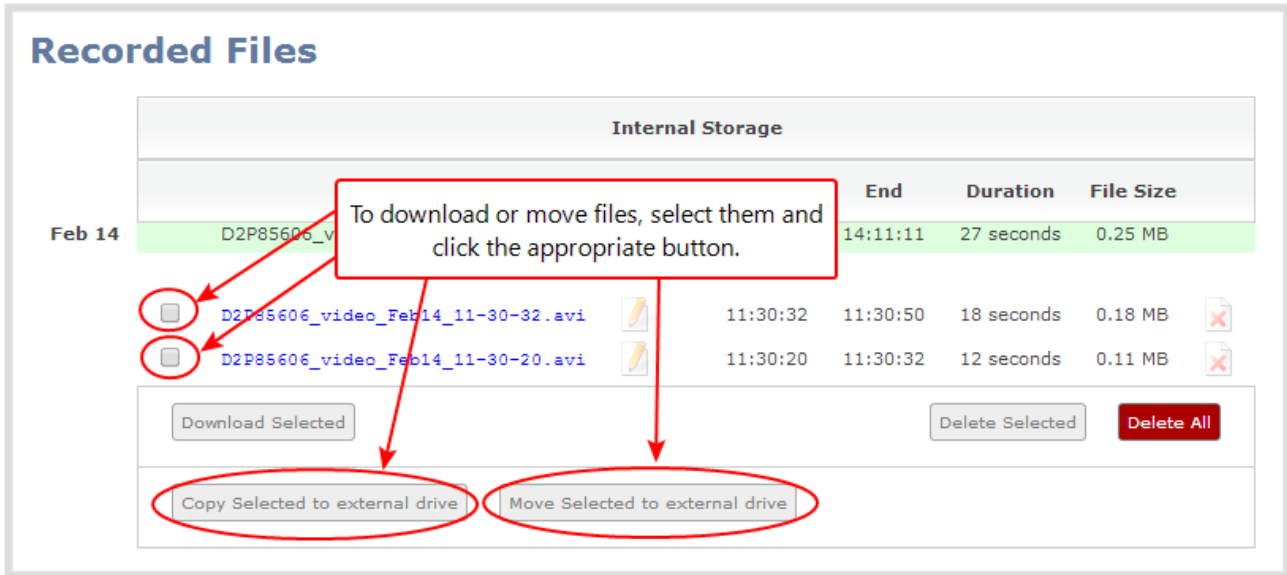 Recorded Files
Internal Storage
End Duration File Size
To download or move files, select them and
click the appropriate button.
Feb 14 D2P85606_v 14:11:11 27 seconds 0.25 MB
D2P85606_video_Feb14_11-30-32.avi 11:30:32 11:30:50 18 seconds 0.18 MB
D2P85606_video_Feb14_11-30-20.avi 11:30:20 11:30:32 12 seconds 0.11 MB
Download Selected Delete Selected Delete All
Copy Selected to external drive Move Selected to external drive